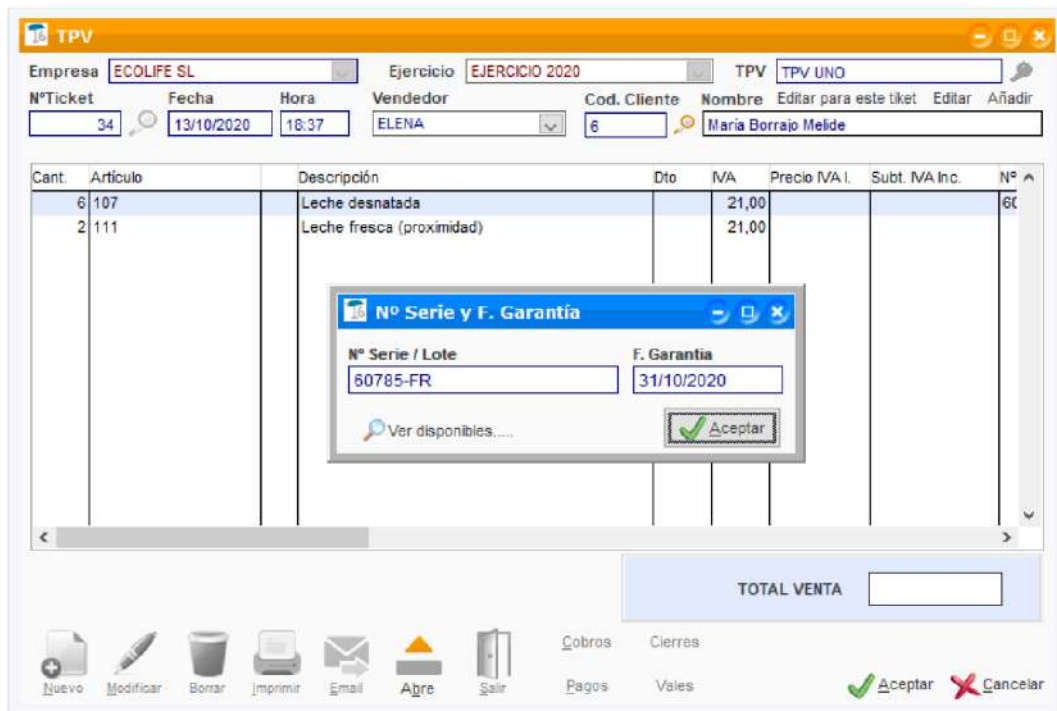 TPV
Empresa ECOLIFE SL Ejercicio EJERCICIO 2020 TPV TPV UNO
NºTicket Fecha Hora Vendedor Cod. Cliente Nombre Editar para este tiket Editar Añadir
34 13/10/2020 18:37 ELENA 6 María Borrajo Melide
Cant. Artículo Descripción Dto IVA Precio IVA I. Subt. IVA Inc. Nº
6 107 Leche desnatada 21,00 60
2 111 Leche fresca (proximidad) 21,00
Nº Serie y F. Garantía
Nº Serie / Lote F. Garantia
60785-FR 31/10/2020
Ver disponibles..... Aceptar
TOTAL VENTA
Cobros Cierres
Nuevo Modificar Borrar Imprimir Email Abre Salir Pagos Vales Aceptar Cancelar